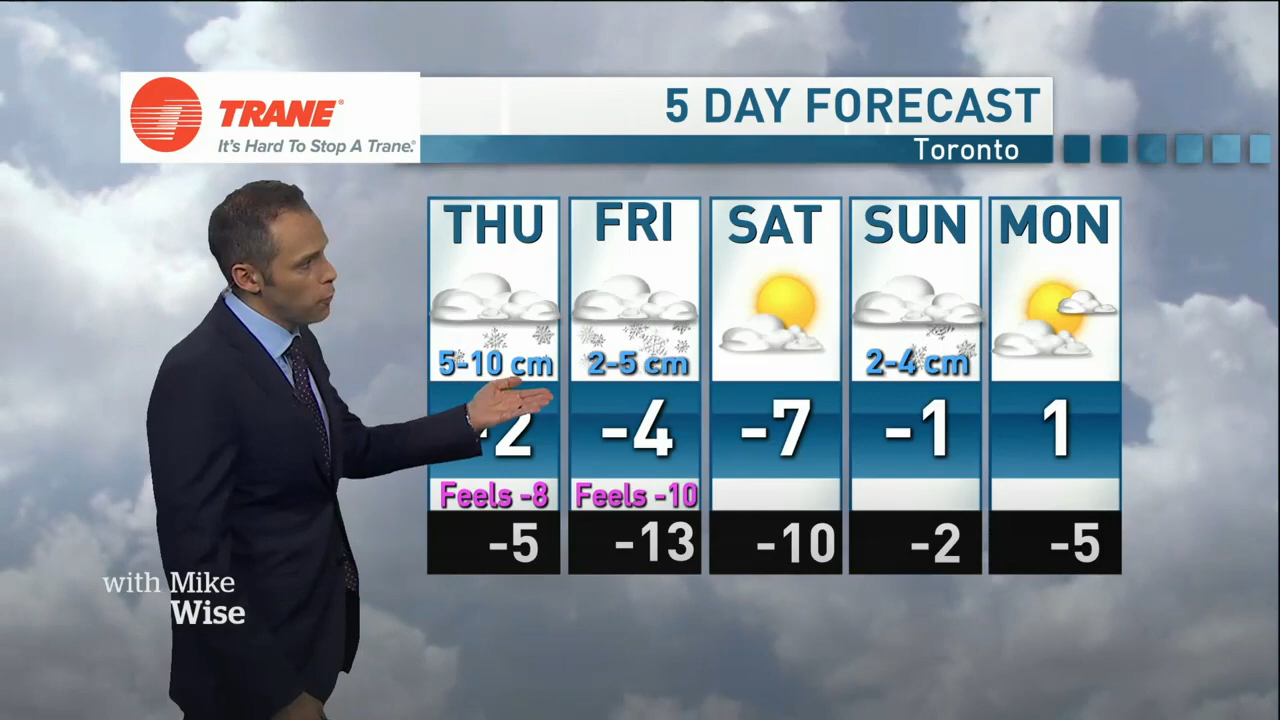 TRANE®
It's Hard To Stop A Trane.®
5 DAY FORECAST
Toronto
THU FRI SAT SUN MON
5-10 cm 2-5 cm 2-4 cm
-2 -4 -7 -1 1
Feels -8 Feels -10
-5 -13 -10 -2 -5
with Mike
Wise